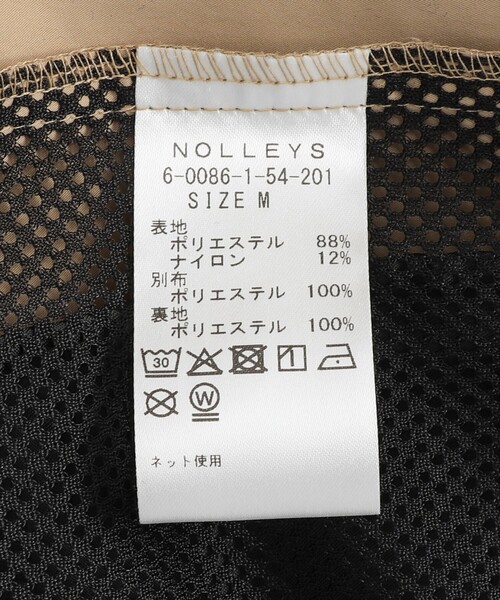 NOLLEYS
6-0086-1-54-201
SIZE M
表地
ポリエステル 88%
ナイロン 12%
別布
ポリエステル 100%
裏地
ポリエステル 100%
30
W
ネット使用